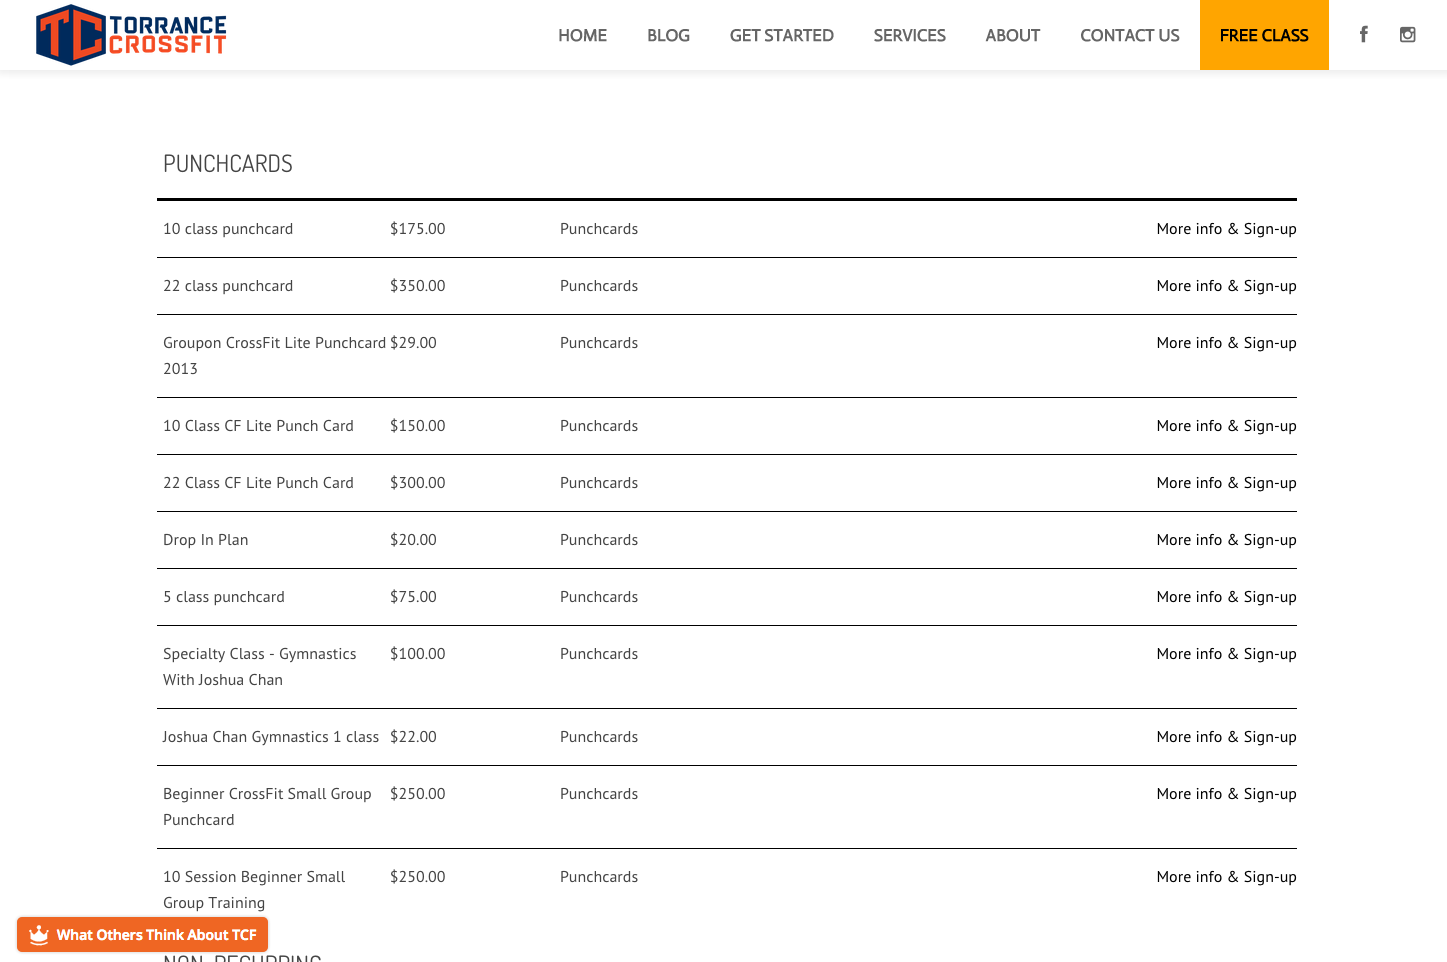 TC TORRANCE
CROSSFIT
HOME BLOG GET STARTED SERVICES ABOUT CONTACT US FREE CLASS
PUNCHCARDS
10 class punchcard $175.00 Punchcards More info & Sign-up
22 class punchcard $350.00 Punchcards More info & Sign-up
Groupon CrossFit Lite Punchcard $29.00 Punchcards More info & Sign-up
2013
10 Class CF Lite Punch Card $150.00 Punchcards More info & Sign-up
22 Class CF Lite Punch Card $300.00 Punchcards More info & Sign-up
Drop In Plan $20.00 Punchcards More info & Sign-up
5 class punchcard $75.00 Punchcards More info & Sign-up
Specialty Class - Gymnastics $100.00 Punchcards More info & Sign-up
With Joshua Chan
Joshua Chan Gymnastics 1 class $22.00 Punchcards More info & Sign-up
Beginner CrossFit Small Group $250.00 Punchcards More info & Sign-up
Punchcard
10 Session Beginner Small $250.00 Punchcards More info & Sign-up
Group Training
What Others Think About TCF
NON-RECURRING